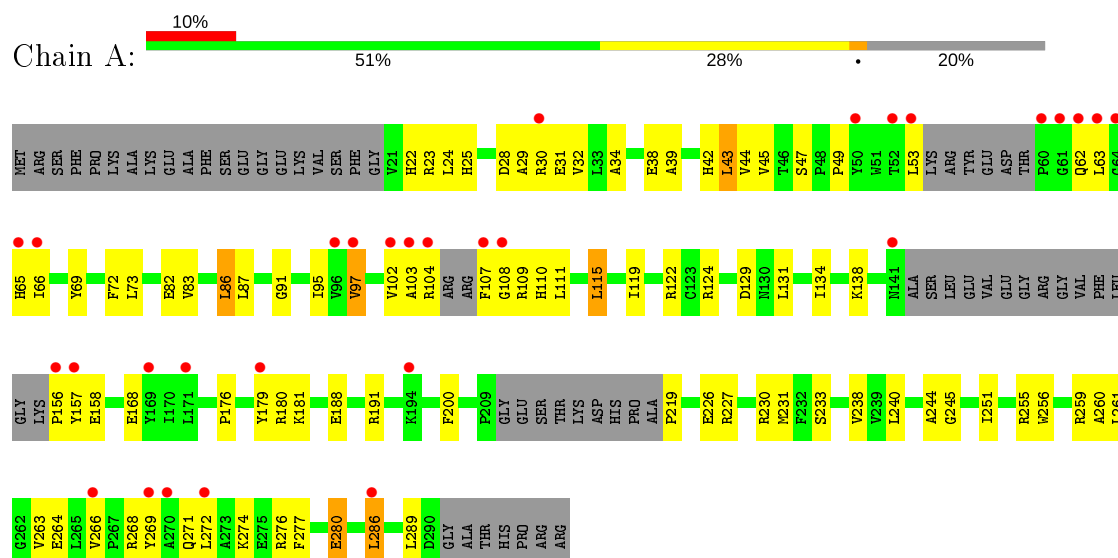 10%
Chain A:
51% 28% • 20%
MET ARG SER PHE PRO LYS ALA LYS GLU ALA PHE SER GLU GLY GLU LYS VAL SER PHE GLY V21 H22 R23 L24 H25 D28 A29 R30 E31 V32 L33 A34 E38 A39 H42 L43 V44 V45 T46 S47 P48 P49 Y50 W51 T52 L53 LYS ARG TYR GLU ASP THR P60 G61 Q62 L63 G64
H65 I66 Y69 F72 L73 E82 V83 L86 L87 G91 I95 V96 V97 V102 A103 R104 ARG ARG F107 G108 R109 H110 L111 L115 I119 R122 C123 R124 D129 N130 L131 I134 K138 N141 ALA SER LEU GLU VAL GLU GLY ARG GLY VAL PHE LEU
GLY LYS P156 Y157 E158 E168 Y169 I170 L171 P176 Y179 R180 K181 E188 R191 K194 F200 P209 GLY GLU SER THR LYS ASP HIS PRO ALA P219 E226 R227 R230 M231 F232 S233 V238 V239 L240 A244 G245 I251 R255 W256 R259 A260 L261
G262 V263 E264 L265 V266 P267 R268 Y269 A270 Q271 L272 A273 K274 E275 R276 F277 E280 L286 L289 D290 GLY ALA THR HIS PRO ARG ARG